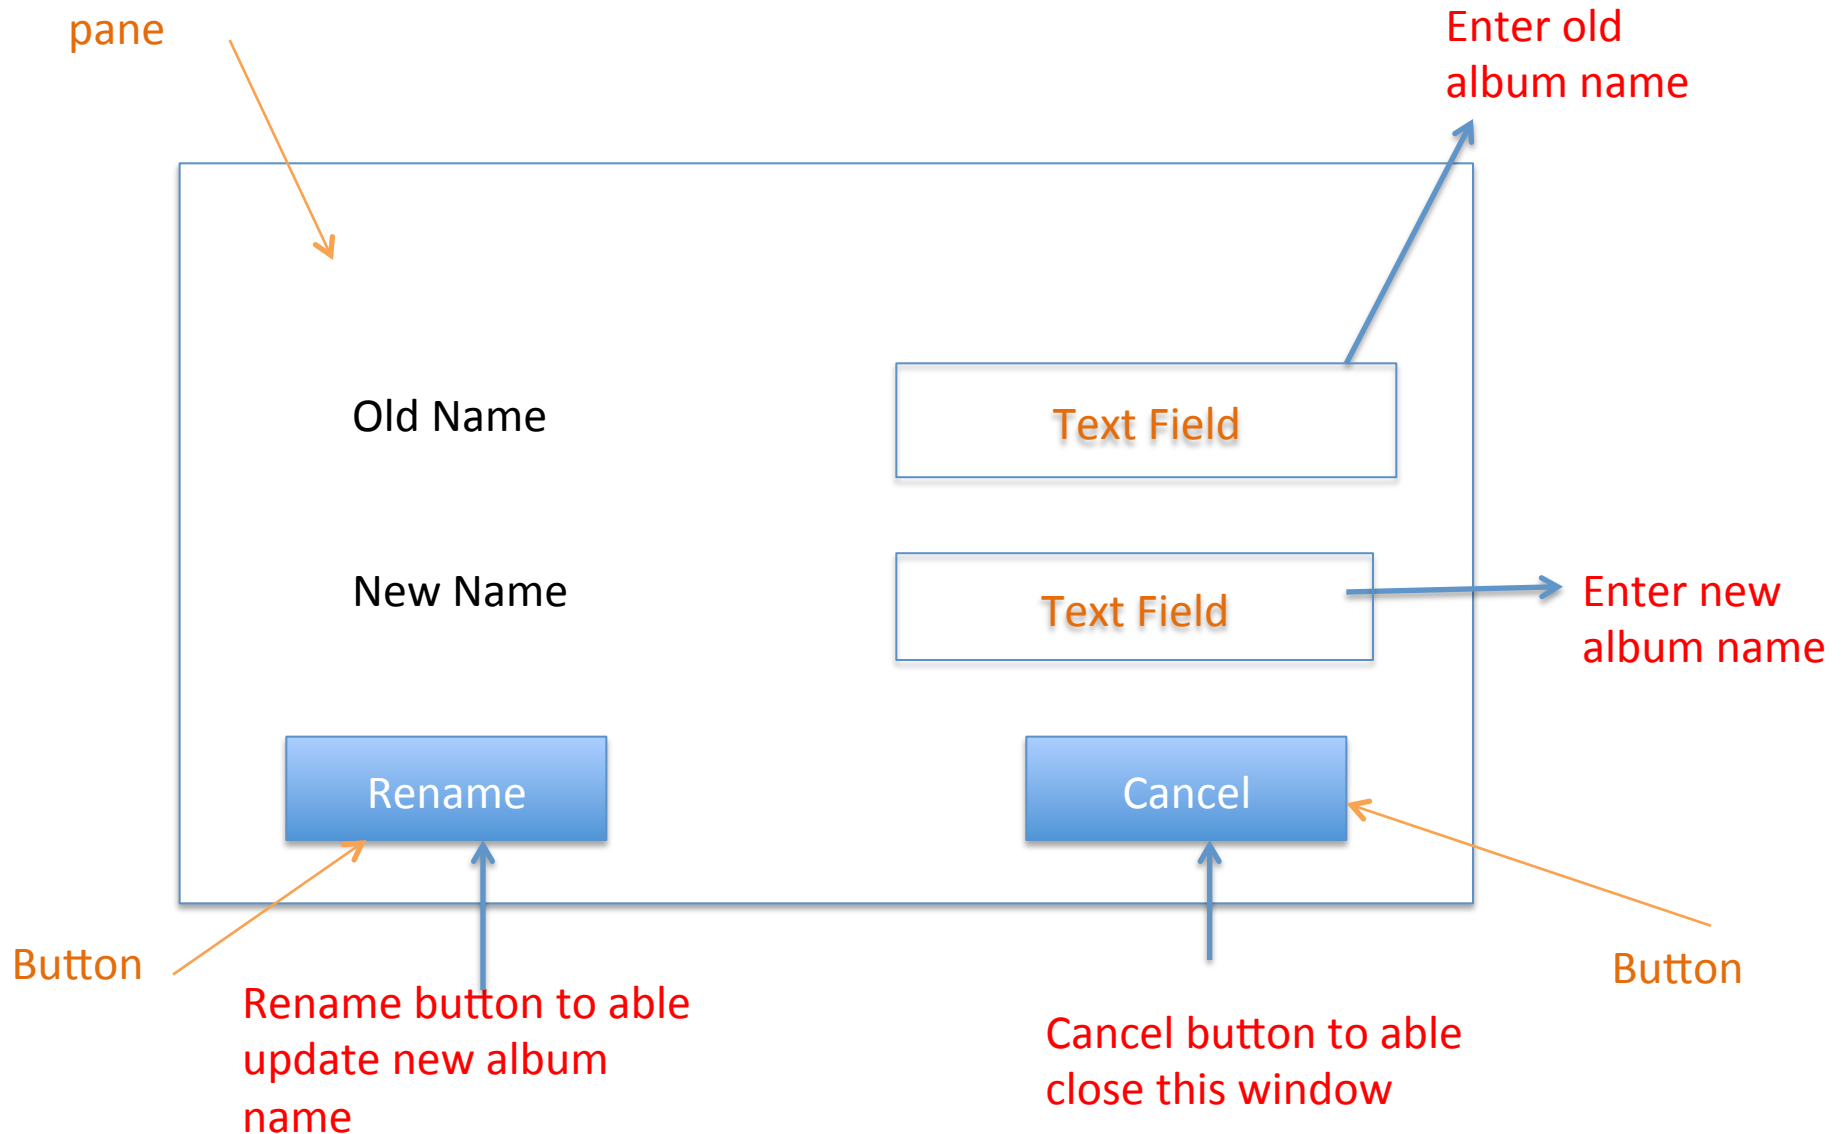 pane
Enter old
album name
Old Name
Text Field
New Name
Text Field
Enter new
album name
Rename
Cancel
Button
Button
Rename button to able
update new album
name
Cancel button to able
close this window